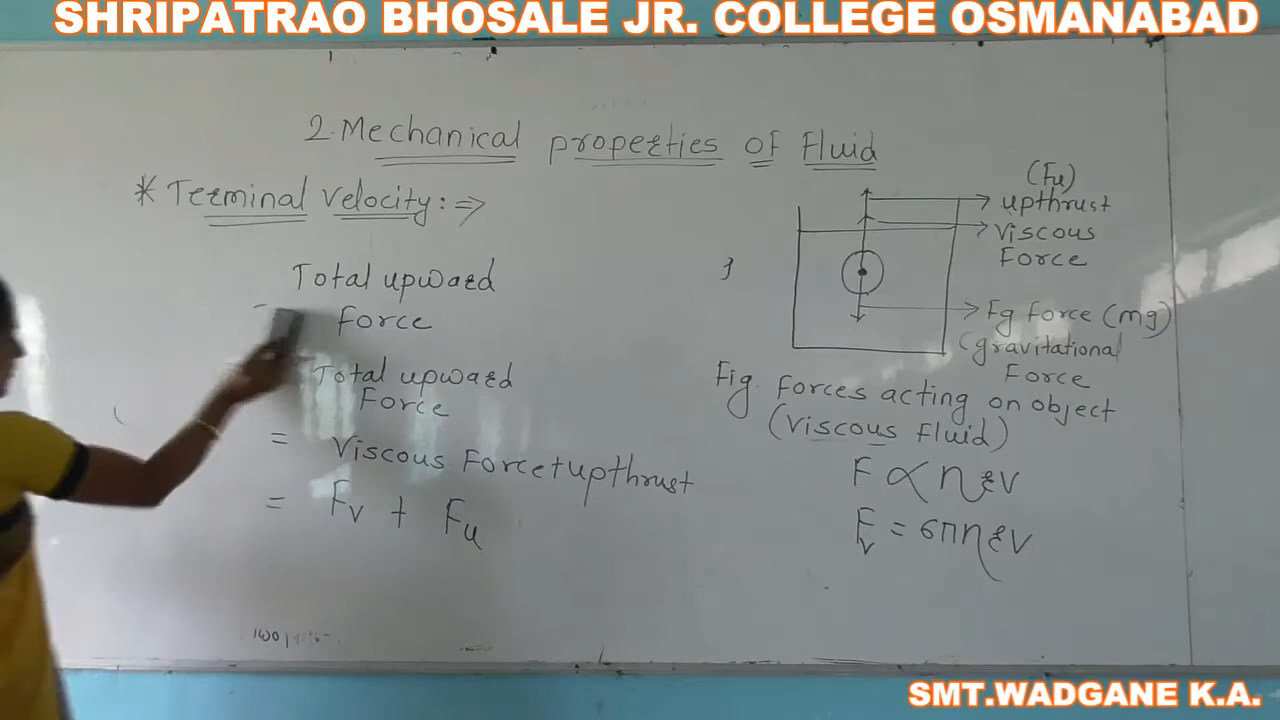 SHRIPATRAO BHOSALE JR. COLLEGE OSMANABAD
2. Mechanical properties of Fluid
* Terminal Velocity:⇒
Total upward
Force
Total upward
Force
= Viscous Force+upthrust
= Fv + Fu
(Fu)
upthrust
Viscous
Force
Fg Force (mg)
(gravitational
Force
Fig. Forces acting on object
(Viscous Fluid)
F ∝ ηrv
Fv = 6πηrv
SMT.WADGANE K.A.